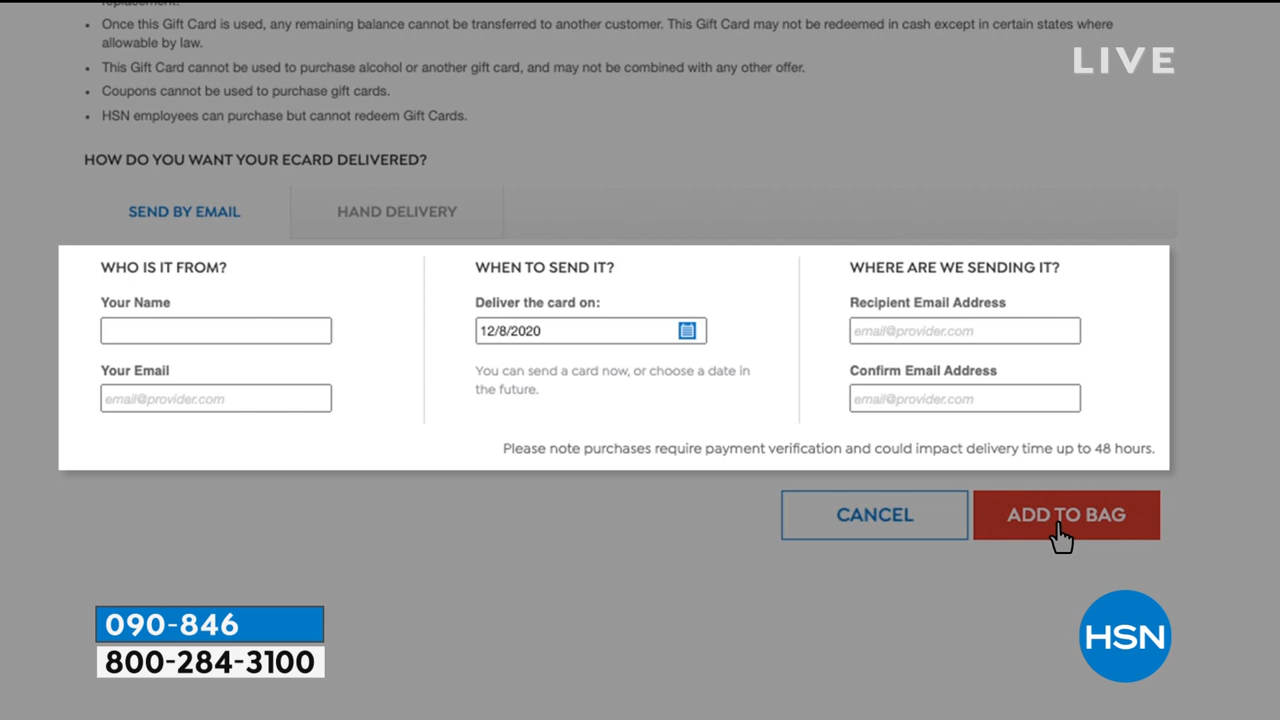 replacement.
• Once this Gift Card is used, any remaining balance cannot be transferred to another customer. This Gift Card may not be redeemed in cash except in certain states where
allowable by law.
• This Gift Card cannot be used to purchase alcohol or another gift card, and may not be combined with any other offer.
• Coupons cannot be used to purchase gift cards.
• HSN employees can purchase but cannot redeem Gift Cards.
LIVE
HOW DO YOU WANT YOUR ECARD DELIVERED?
SEND BY EMAIL
HAND DELIVERY
WHO IS IT FROM?
Your Name
Your Email
email@provider.com
WHEN TO SEND IT?
Deliver the card on:
12/8/2020
You can send a card now, or choose a date in
the future.
WHERE ARE WE SENDING IT?
Recipient Email Address
email@provider.com
Confirm Email Address
email@provider.com
Please note purchases require payment verification and could impact delivery time up to 48 hours.
CANCEL
ADD TO BAG
090-846
800-284-3100
HSN